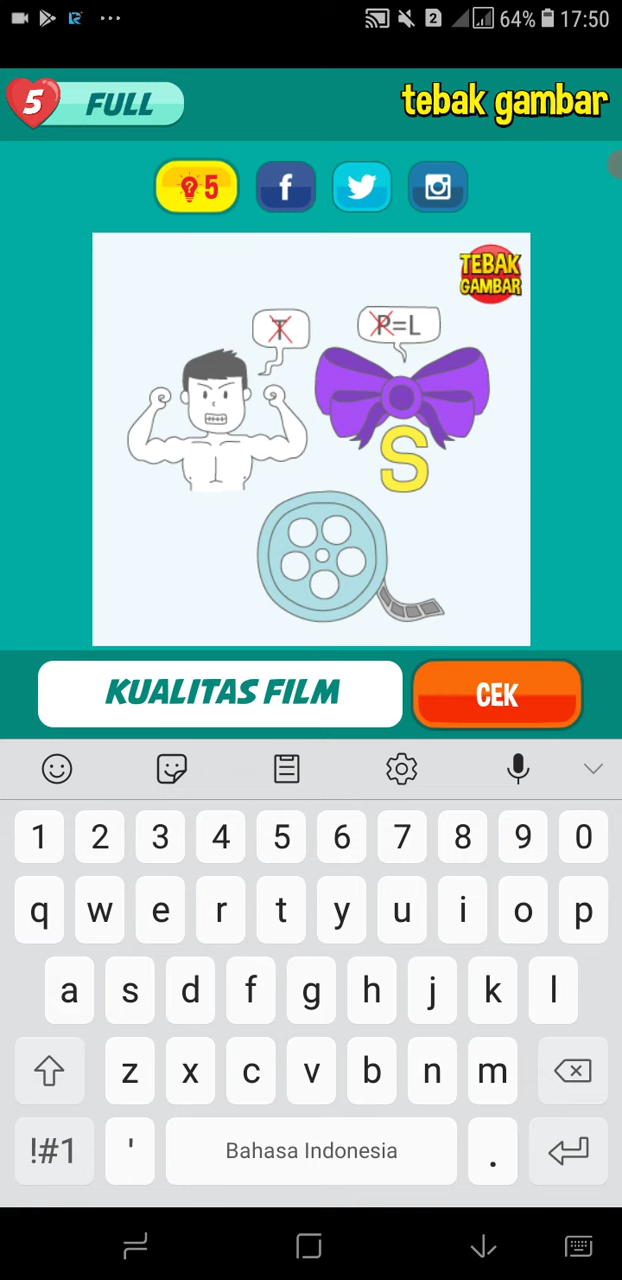 64% 17:50
2
5 FULL
tebak gambar
5 f
TEBAK
GAMBAR
T
P=L
S
KUALITAS FILM
CEK
1 2 3 4 5 6 7 8 9 0
q w e r t y u i o p
a s d f g h j k l
z x c v b n m
!#1 ' Bahasa Indonesia .